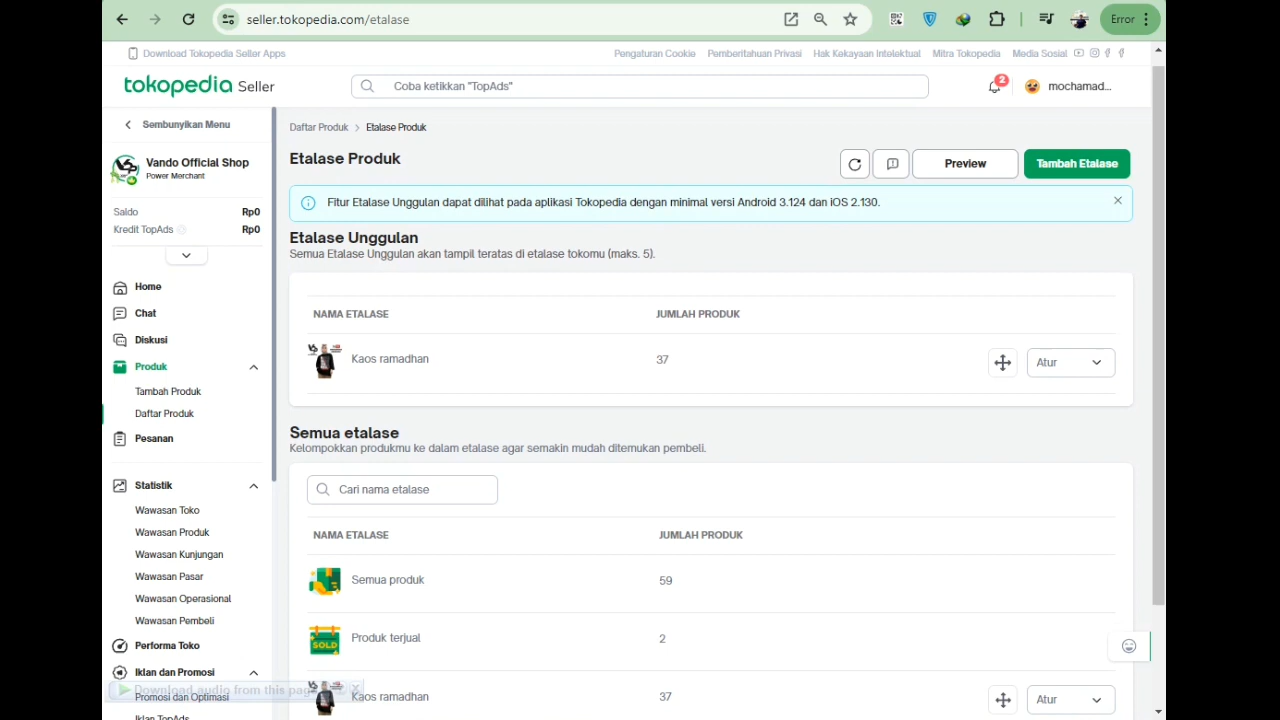 seller.tokopedia.com/etalase
Error
Download Tokopedia Seller Apps
Pengaturan Cookie
Pemberitahuan Privasi
Hak Kekayaan Intelektual
Mitra Tokopedia
Media Sosial
tokopedia Seller
Coba ketikkan "TopAds"
2
mochamad...
Sembunyikan Menu
Vando Official Shop
Power Merchant
Saldo Rp0
Kredit TopAds Rp0
Home
Chat
Diskusi
Produk
Tambah Produk
Daftar Produk
Pesanan
Statistik
Wawasan Toko
Wawasan Produk
Wawasan Kunjungan
Wawasan Pasar
Wawasan Operasional
Wawasan Pembeli
Performa Toko
Iklan dan Promosi
Download audio from this page
Promosi dan Optimasi
Iklan TopAds
Daftar Produk > Etalase Produk
Etalase Produk
Preview
Tambah Etalase
Fitur Etalase Unggulan dapat dilihat pada aplikasi Tokopedia dengan minimal versi Android 3.124 dan iOS 2.130.
Etalase Unggulan
Semua Etalase Unggulan akan tampil teratas di etalase tokomu (maks. 5).
NAMA ETALASE JUMLAH PRODUK
Kaos ramadhan 37 Atur
Semua etalase
Kelompokkan produkmu ke dalam etalase agar semakin mudah ditemukan pembeli.
Cari nama etalase
NAMA ETALASE JUMLAH PRODUK
Semua produk 59
SOLD
Produk terjual 2
Kaos ramadhan 37 Atur